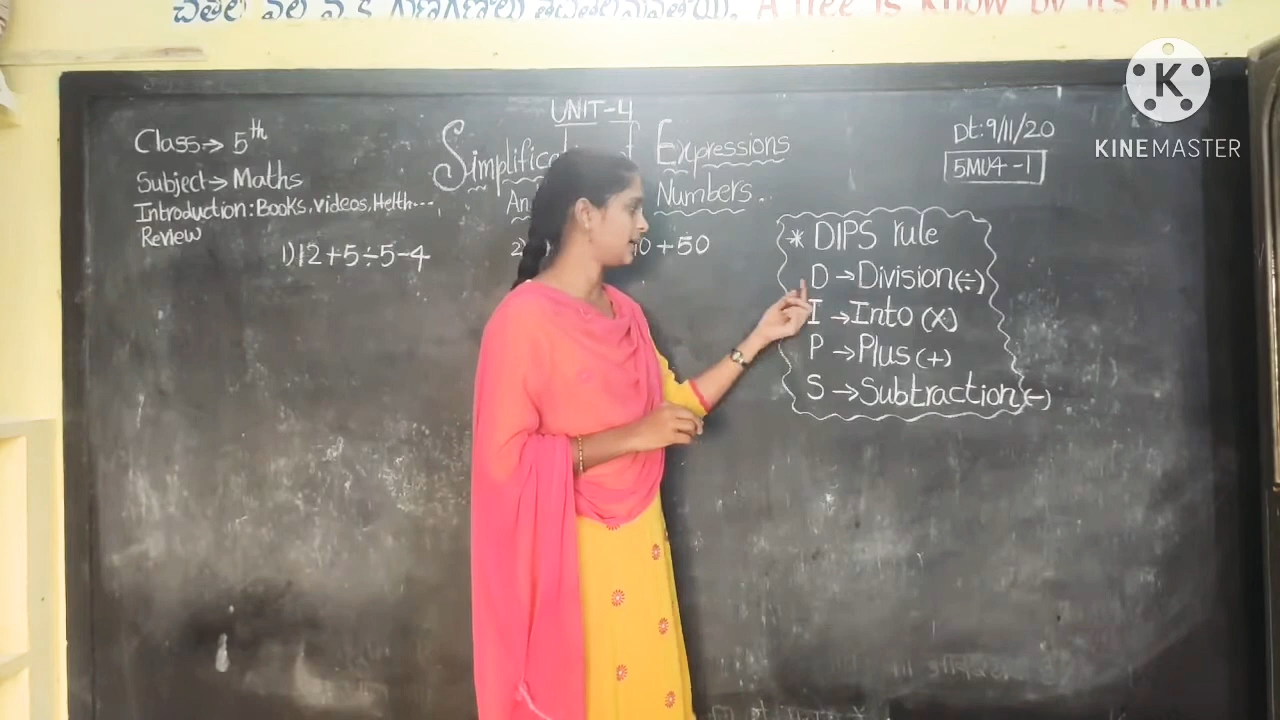 A Tree is Know by its fruit
UNIT-4
Class→ 5th
Simplific Expressions
Dt:9/11/20
Subject→ Maths
Numbers..
5MU4-1
Introduction: Books, videos, Helth....
Review
1) 12+5÷5-4
2) 0+50
* DIPS rule
D →Division(÷)
I →Into (×)
P →Plus (+)
S →Subtraction(-)
K
KINEMASTER